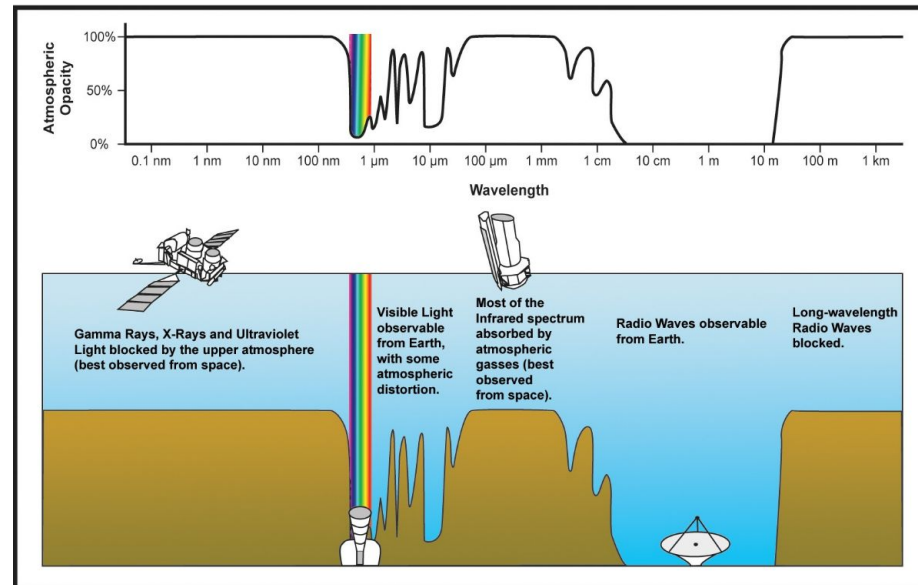 100%
50%
0%
Atmospheric
Opacity
0.1 nm 1 nm 10 nm 100 nm 1 µm 10 µm 100 µm 1 mm 1 cm 10 cm 1 m 10 m 100 m 1 km
Wavelength
Gamma Rays, X-Rays and Ultraviolet
Light blocked by the upper atmosphere
(best observed from space).
Visible Light
observable
from Earth,
with some
atmospheric
distortion.
Most of the
Infrared spectrum
absorbed by
atmospheric
gasses (best
observed
from space).
Radio Waves observable
from Earth.
Long-wavelength
Radio Waves
blocked.